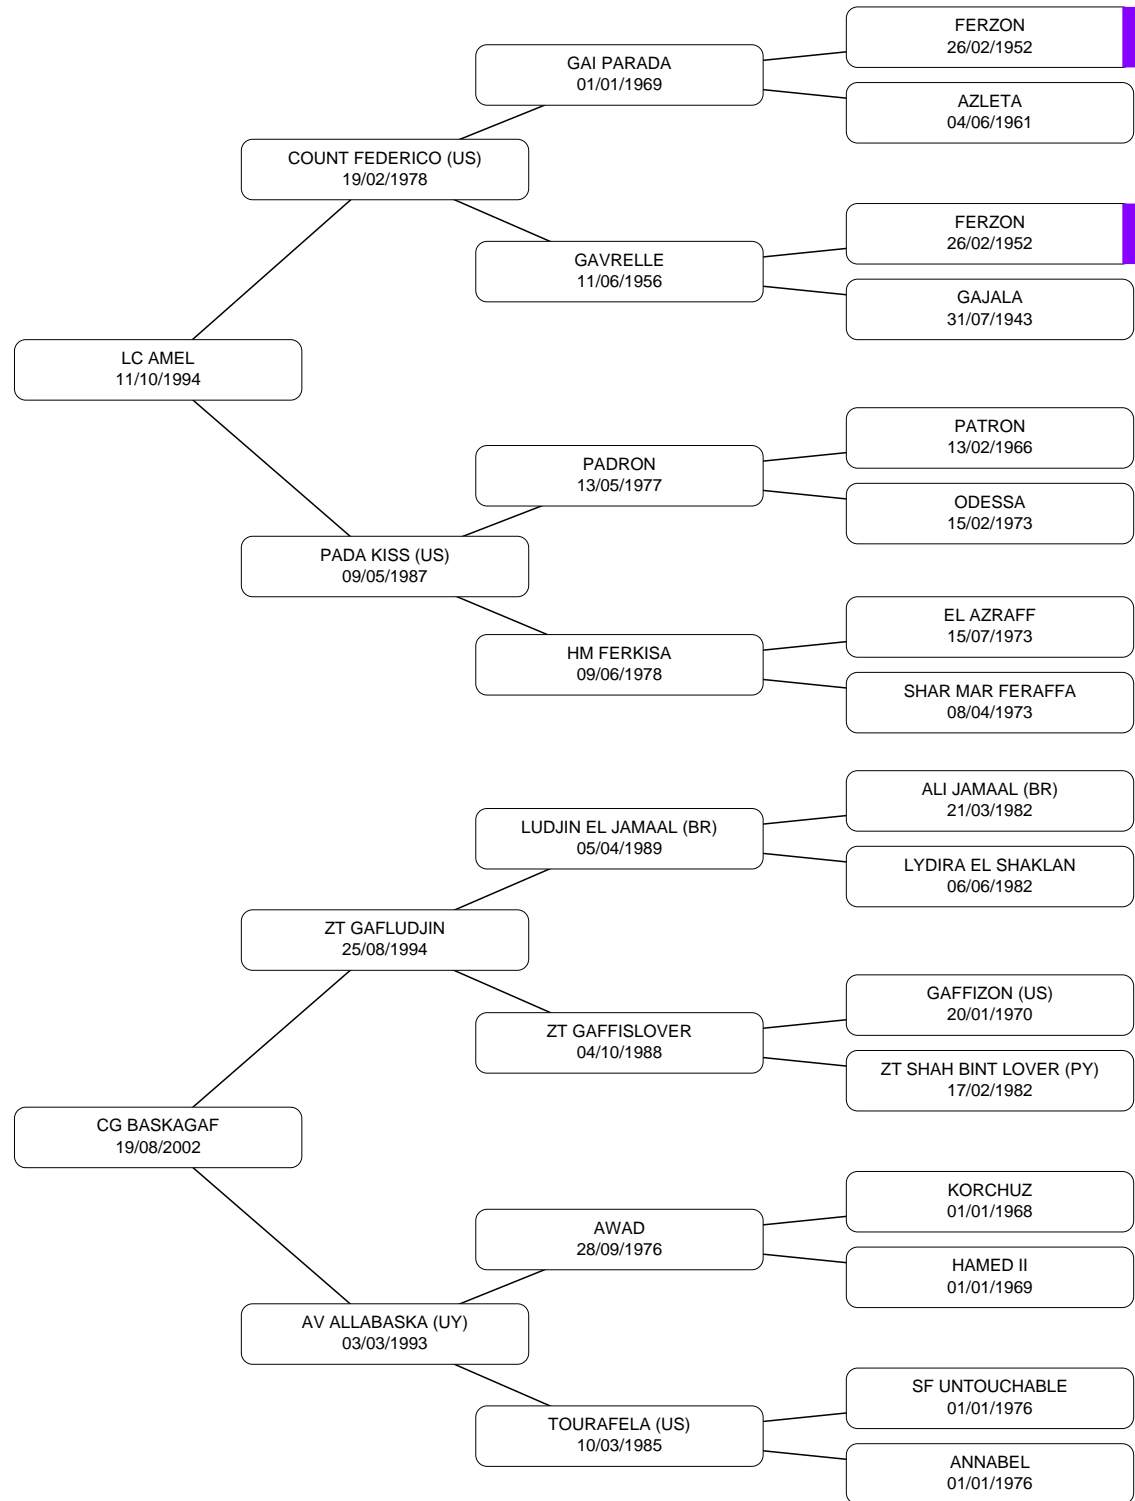 FERZON
26/02/1952
GAI PARADA
01/01/1969
AZLETA
04/06/1961
COUNT FEDERICO (US)
19/02/1978
FERZON
26/02/1952
GAVRELLE
11/06/1956
GAJALA
31/07/1943
LC AMEL
11/10/1994
PATRON
13/02/1966
PADRON
13/05/1977
ODESSA
15/02/1973
PADA KISS (US)
09/05/1987
EL AZRAFF
15/07/1973
HM FERKISA
09/06/1978
SHAR MAR FERAFFA
08/04/1973
ALI JAMAAL (BR)
21/03/1982
LUDJIN EL JAMAAL (BR)
05/04/1989
LYDIRA EL SHAKLAN
06/06/1982
ZT GAFLUDJIN
25/08/1994
GAFFIZON (US)
20/01/1970
ZT GAFFISLOVER
04/10/1988
ZT SHAH BINT LOVER (PY)
17/02/1982
CG BASKAGAF
19/08/2002
KORCHUZ
01/01/1968
AWAD
28/09/1976
HAMED II
01/01/1969
AV ALLABASKA (UY)
03/03/1993
SF UNTOUCHABLE
01/01/1976
TOURAFELA (US)
10/03/1985
ANNABEL
01/01/1976